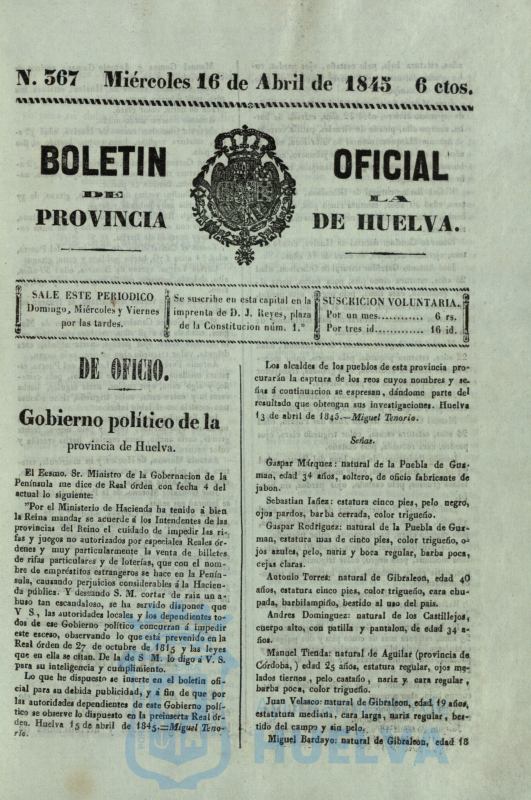 N. 367 Miércoles 16 de Abril de 1845 6 ctos.
BOLETIN OFICIAL
DE LA
PROVINCIA DE HUELVA.
SALE ESTE PERIODICO
Domingo, Miércoles y Viernes
por las tardes.
Se suscribe en esta capital en la
imprenta de D. J. Reyes, plaza
de la Constitucion núm. 1.º
SUSCRICION VOLUNTARIA.
Por un mes............ 6 rs.
Por tres id............ 16 id.
DE OFICIO.
Gobierno político de la
provincia de Huelva.
El Ecsmo. Sr. Ministro de la Gobernacion de la
Península me dice de Real órden con fecha 4 del
actual lo siguiente:
"Por el Ministerio de Hacienda ha tenido á bien
la Reina mandar se acuerde á los Intendentes de las
provincias del Reino el cuidado de impedir las ri-
fas y juegos no autorizados por especiales Reales ór-
denes y muy particularmente la venta de billetes
de rifas particulares y de loterías, que con el nom-
bre de empréstitos estrangeros se hace en la Penín-
sula, causando perjuicios considerables á la Hacien-
da pública. Y deseando S. M. cortar de raiz un a-
buso tan escandaloso, se ha servido disponer que
V S., las autoridades locales y los dependientes to-
dos de ese Gobierno político concurran á impedir
este esceso, observando lo que está prevenido en la
Real órden de 27 de octubre de 1815 y las leyes
que en ella se citan. De la de S M. lo digo á V. S.
para su inteligencia y cumplimiento.
Lo que he dispuesto se inserte en el boletin ofi-
cial para su debida publicidad, y á fin de que por
las autoridades dependientes de este Gobierno polí-
tico se observe lo dispuesto en la preinserta Real ór-
den. Huelva 15 de abril de 1845.—Miguel Teno-
rio.
Los alcaldes de los pueblos de esta provincia pro-
curarán la captura de los reos cuyos nombres y se-
ñas á continuacion se espresan, dándome parte del
resultado que obtengan sus investigaciones. Huelva
13 de abril de 1845.—Miguel Tenorio.
Señas.
Gaspar Márquez: natural de la Puebla de Guz-
man, edad 34 años, soltero, de oficio fabricante de
jabon.
Sebastian Iañez: estatura cinco pies, pelo negro,
ojos pardos, barba cerrada, color trigueño.
Gaspar Rodriguez: natural de la Puebla de Guz-
man, estatura mas de cinco pies, color trigueño, o-
jos azules, pelo, nariz y boca regular, barba poca,
cejas claras.
Antonio Torres: natural de Gibraleon, edad 40
años, estatura cinco pies, color trigueño, cara chu-
pada, barbilampiño, bestido al uso del pais.
Andres Dominguez: natural de los Castillejos,
cuerpo alto, con patilla y pantalon, de edad 34 a-
ños.
Manuel Tienda: natural de Aguilar (provincia de
Córdoba,) edad 25 años, estatura regular, ojos me-
lados tiernos, pelo castaño, nariz y cara regular,
barba poca, color trigueño.
Juan Velasco: natural de Gibraleon, edad 19 años,
estatatura mediana, cara larga, naris regular, bes-
tido del campo y sin pelo.
Miguel Bardayo: natural de Gibraleon, edad 18
HUELVA